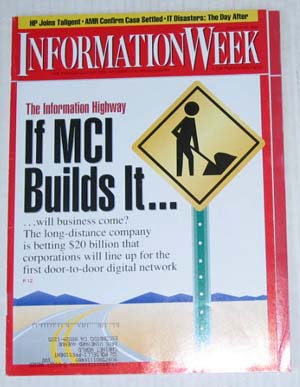 HP Joins Taligent • AMR Confirm Case Settled • IT Disasters: The Day After
INFORMATIONWEEK
The Information Highway
If MCI
Builds It...
...will business come?
The long-distance company
is betting $20 billion that
corporations will line up for the
first door-to-door digital network
P.12